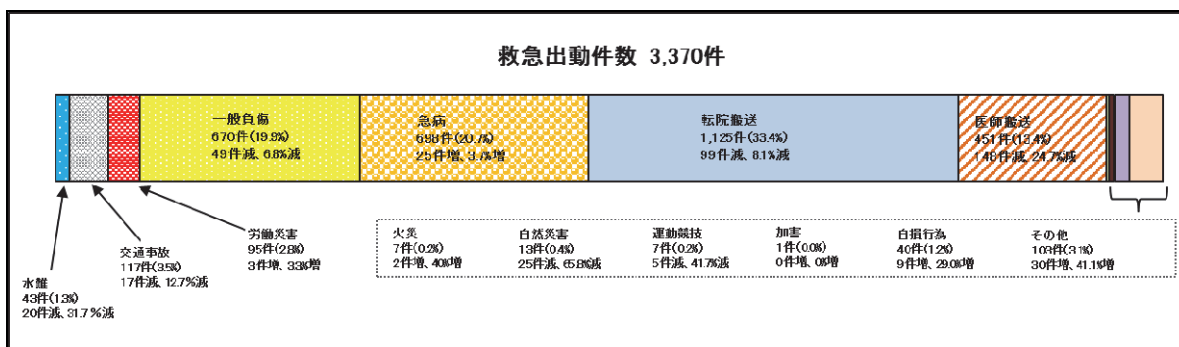 救急出動件数 3,370件
一般負傷
670件(19.9%)
49件減、6.8%減
急病
698件(20.7%)
25件増、3.7%増
転院搬送
1,125件(33.4%)
99件減、8.1%減
医師搬送
451件(13.4%)
148件減、24.7%減
水難
43件(1.3%)
20件減、31.7%減
交通事故
117件(3.5%)
17件減、12.7%減
労働災害
95件(2.8%)
3件増、3.3%増
火災
7件(0.2%)
2件増、40%増
自然災害
13件(0.4%)
25件減、65.8%減
運動競技
7件(0.2%)
5件減、41.7%減
加害
1件(0.0%)
0件増、0%増
自損行為
40件(1.2%)
9件増、29.0%増
その他
103件(3.1%)
30件増、41.1%増